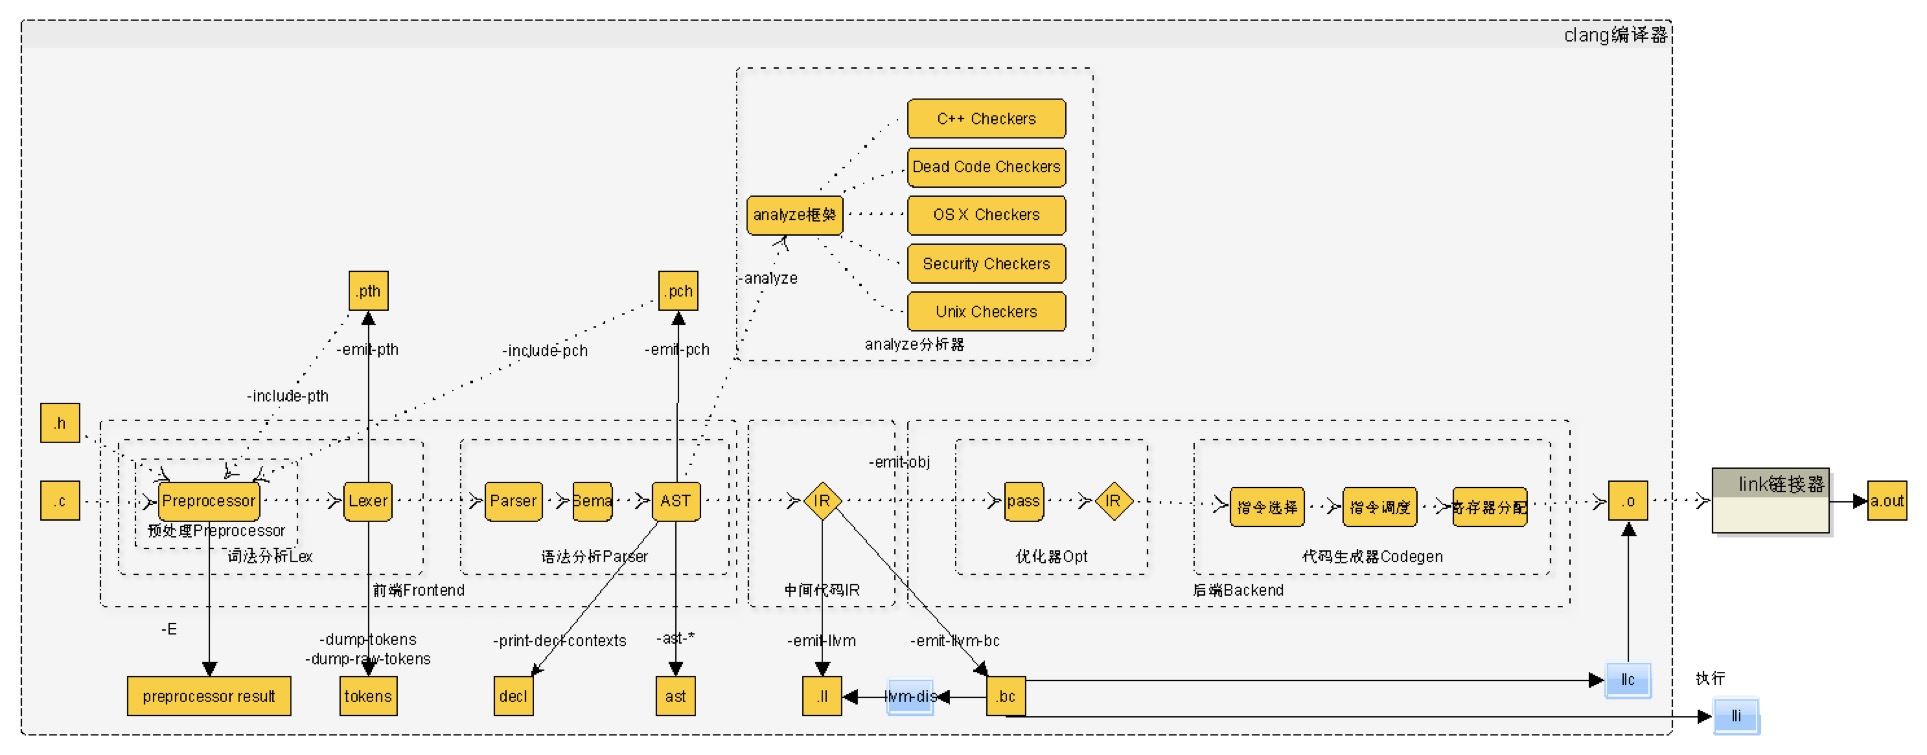 clang编译器
C++ Checkers
Dead Code Checkers
analyze框架
OS X Checkers
Security Checkers
Unix Checkers
analyze分析器
-analyze
.pth
.pch
-emit-pth
-include-pch
-emit-pch
-include-pth
.h
.c
Preprocessor
预处理Preprocessor
Lexer
词法分析Lex
Parser
Sema
AST
语法分析Parser
前端Frontend
IR
中间代码IR
-emit-obj
pass
IR
优化器Opt
指令选择
指令调度
寄存器分配
代码生成器Codegen
后端Backend
.o
link链接器
a.out
-E
-dump-tokens
-dump-raw-tokens
-print-decl-contexts
-ast-*
-emit-llvm
-emit-llvm-bc
preprocessor result
tokens
decl
ast
.ll
llvm-dis
.bc
llc
执行
lli